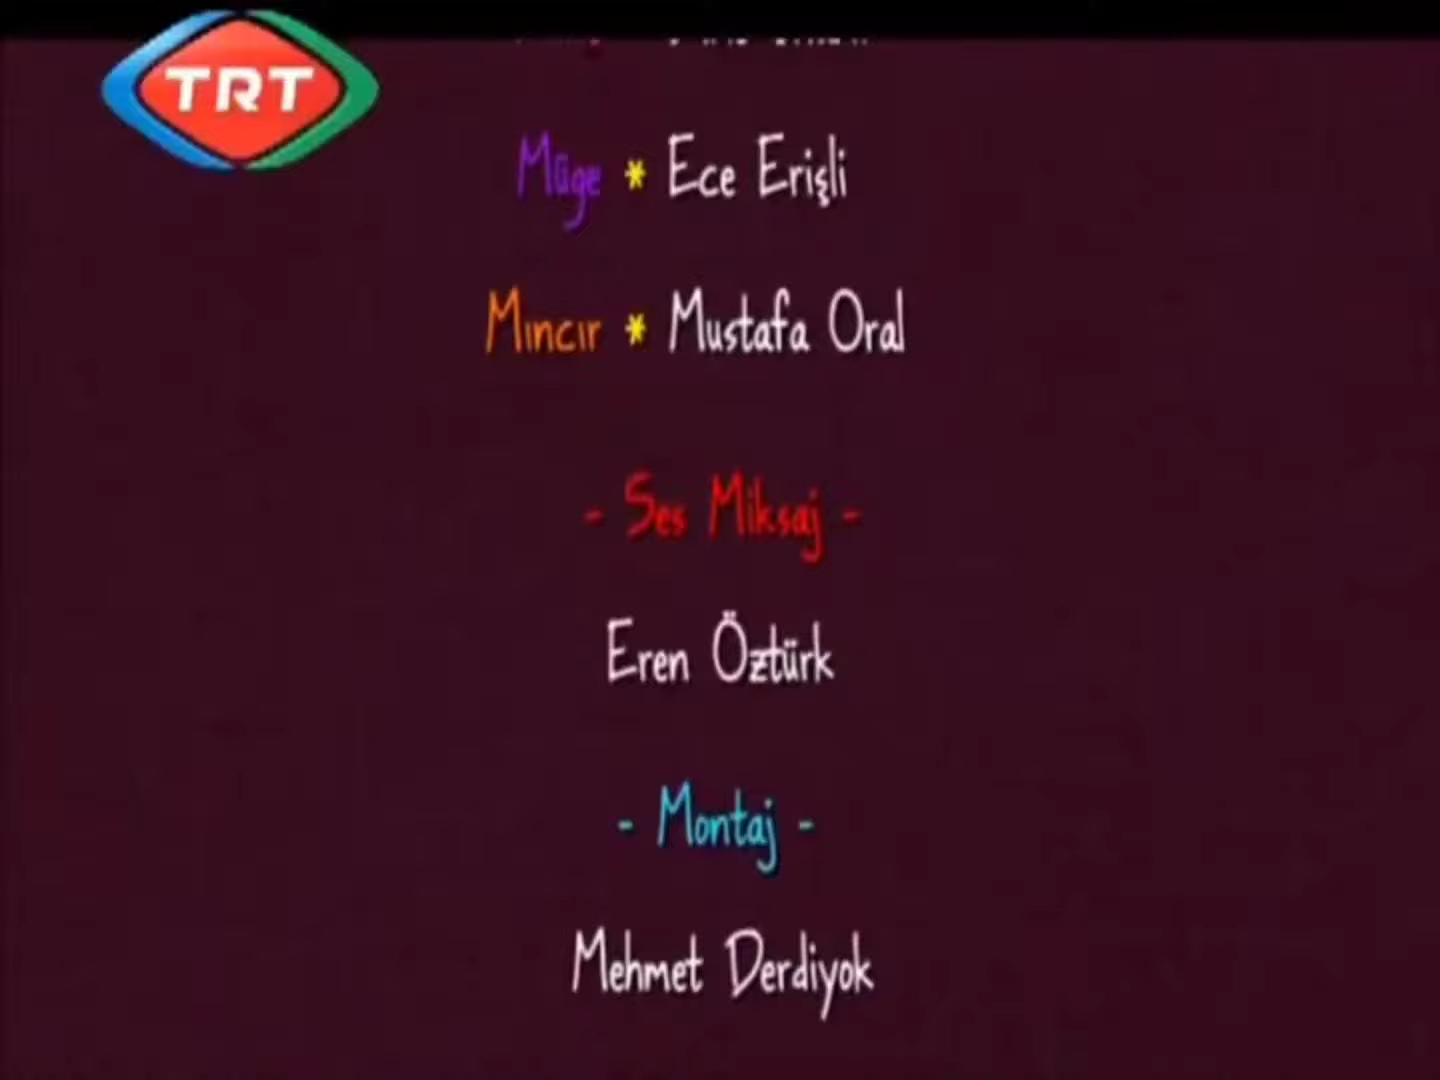 TRT
Müge * Ece Erişli
Mıncır * Mustafa Oral
- Ses Miksaj -
Eren Öztürk
- Montaj -
Mehmet Derdiyok